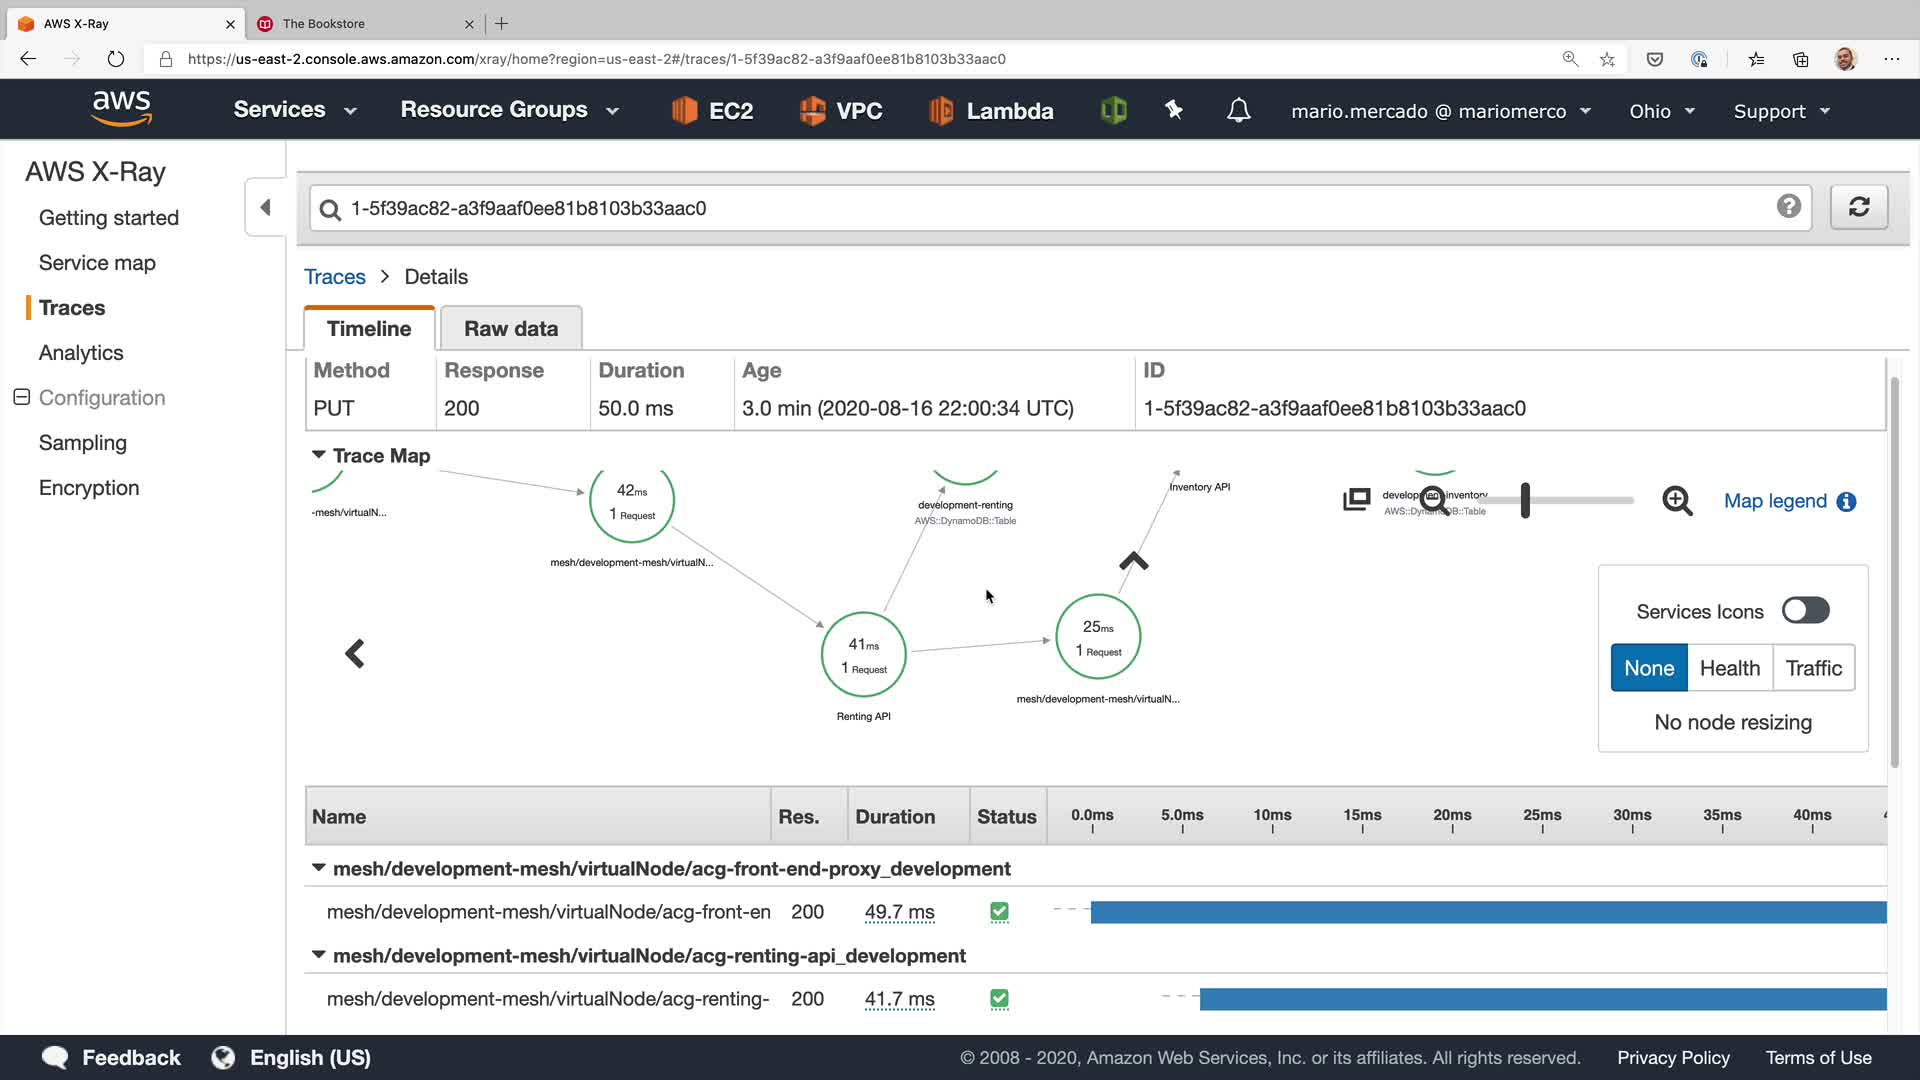 AWS X-Ray
The Bookstore
https://us-east-2.console.aws.amazon.com/xray/home?region=us-east-2#/traces/1-5f39ac82-a3f9aaf0ee81b8103b33aac0
aws
Services
Resource Groups
EC2
VPC
Lambda
mario.mercado @ mariomerco
Ohio
Support
AWS X-Ray
Getting started
Service map
Traces
Analytics
Configuration
Sampling
Encryption
1-5f39ac82-a3f9aaf0ee81b8103b33aac0
Traces > Details
Timeline
Raw data
Method Response Duration Age ID
PUT 200 50.0 ms 3.0 min (2020-08-16 22:00:34 UTC) 1-5f39ac82-a3f9aaf0ee81b8103b33aac0
Trace Map
-mesh/virtualN...
42ms
1 Request
mesh/development-mesh/virtualN...
development-renting
AWS::DynamoDB::Table
Inventory API
development-inventory
AWS::DynamoDB::Table
Map legend
41ms
1 Request
Renting API
25ms
1 Request
mesh/development-mesh/virtualN...
Services Icons
None Health Traffic
No node resizing
Name Res. Duration Status 0.0ms 5.0ms 10ms 15ms 20ms 25ms 30ms 35ms 40ms
mesh/development-mesh/virtualNode/acg-front-end-proxy_development
mesh/development-mesh/virtualNode/acg-front-en 200 49.7 ms
mesh/development-mesh/virtualNode/acg-renting-api_development
mesh/development-mesh/virtualNode/acg-renting- 200 41.7 ms
Feedback
English (US)
© 2008 - 2020, Amazon Web Services, Inc. or its affiliates. All rights reserved.
Privacy Policy
Terms of Use